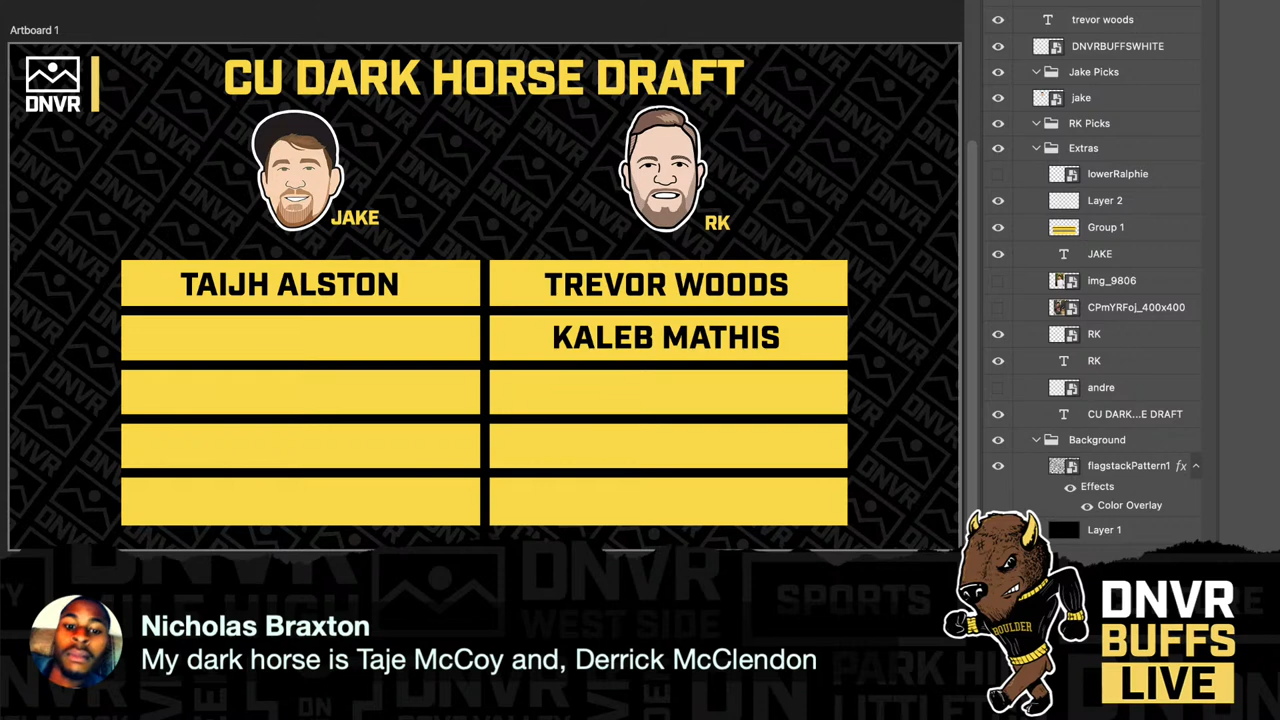 Artboard 1
DNVR
CU DARK HORSE DRAFT
JAKE
RK
TAIJH ALSTON
TREVOR WOODS
KALEB MATHIS
trevor woods
DNVRBUFFSWHITE
Jake Picks
jake
RK Picks
Extras
lowerRalphie
Layer 2
Group 1
T JAKE
img_9806
CPmYRFoj_400x400
RK
T RK
andre
T CU DARK...E DRAFT
Background
flagstackPattern1 fx
Effects
Color Overlay
Layer 1
Nicholas Braxton
My dark horse is Taje McCoy and, Derrick McClendon
BOULDER
DNVR
BUFFS
LIVE